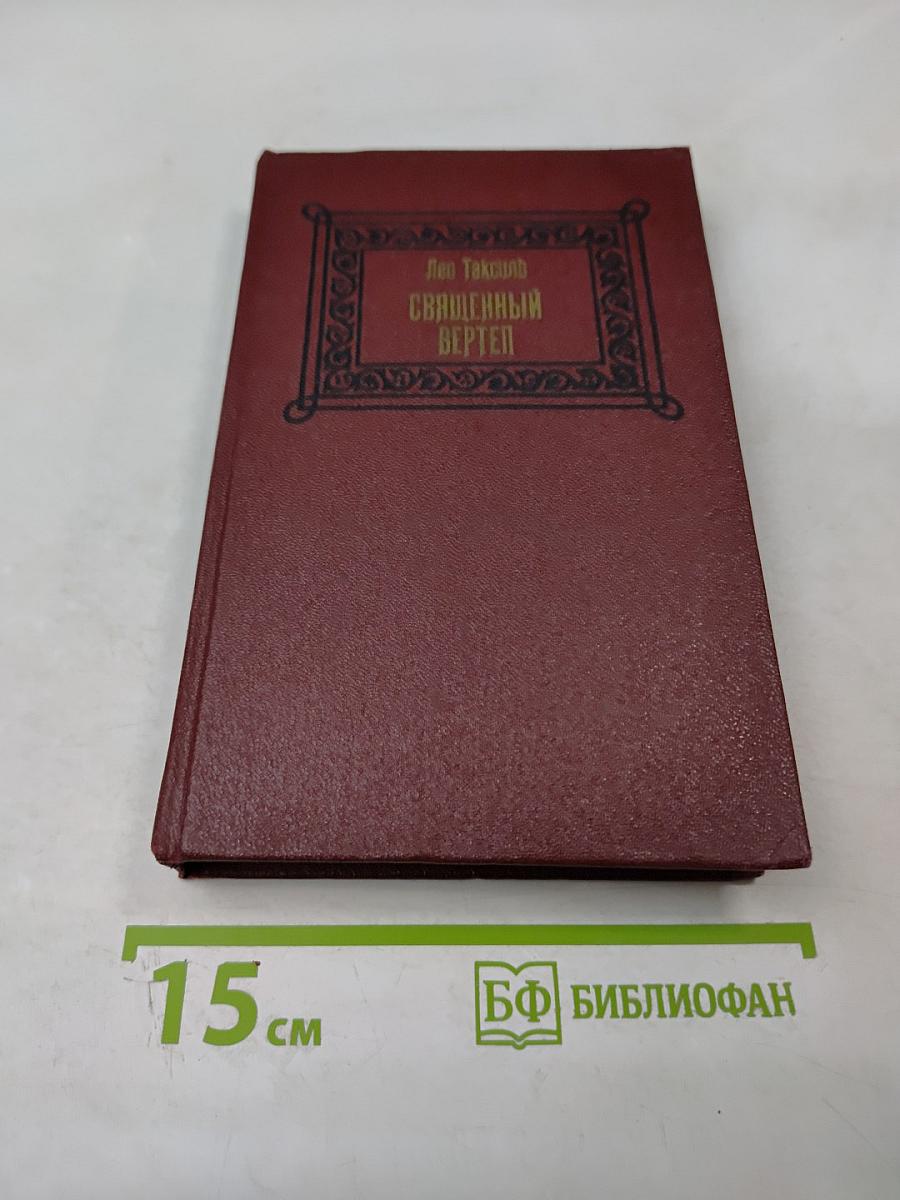 Лео Таксиль
СВЯЩЕННЫЙ
ВЕРТЕП
15 см
БФ БИБЛИОФАН